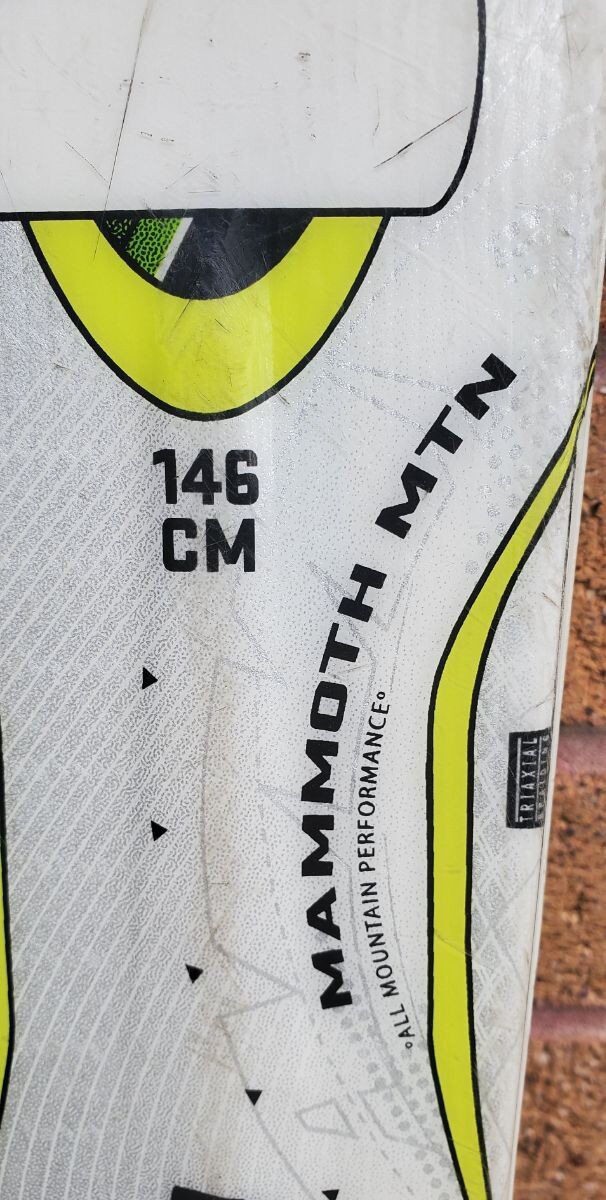 146
CM
MAMMOTH MTN
°ALL MOUNTAIN PERFORMANCE°
TRIAXIAL